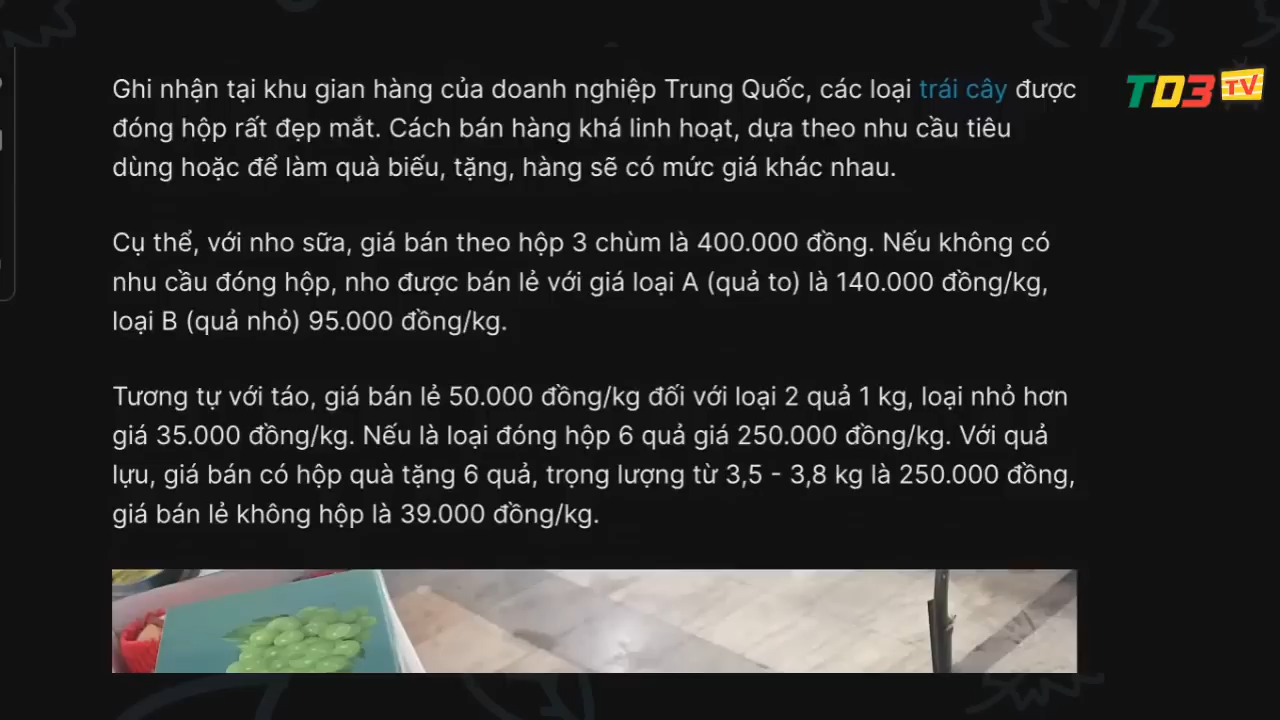 Ghi nhận tại khu gian hàng của doanh nghiệp Trung Quốc, các loại trái cây được
đóng hộp rất đẹp mắt. Cách bán hàng khá linh hoạt, dựa theo nhu cầu tiêu
dùng hoặc để làm quà biếu, tặng, hàng sẽ có mức giá khác nhau.
Cụ thể, với nho sữa, giá bán theo hộp 3 chùm là 400.000 đồng. Nếu không có
nhu cầu đóng hộp, nho được bán lẻ với giá loại A (quả to) là 140.000 đồng/kg,
loại B (quả nhỏ) 95.000 đồng/kg.
Tương tự với táo, giá bán lẻ 50.000 đồng/kg đối với loại 2 quả 1 kg, loại nhỏ hơn
giá 35.000 đồng/kg. Nếu là loại đóng hộp 6 quả giá 250.000 đồng/kg. Với quả
lựu, giá bán có hộp quà tặng 6 quả, trọng lượng từ 3,5 - 3,8 kg là 250.000 đồng,
giá bán lẻ không hộp là 39.000 đồng/kg.
TD3 TV